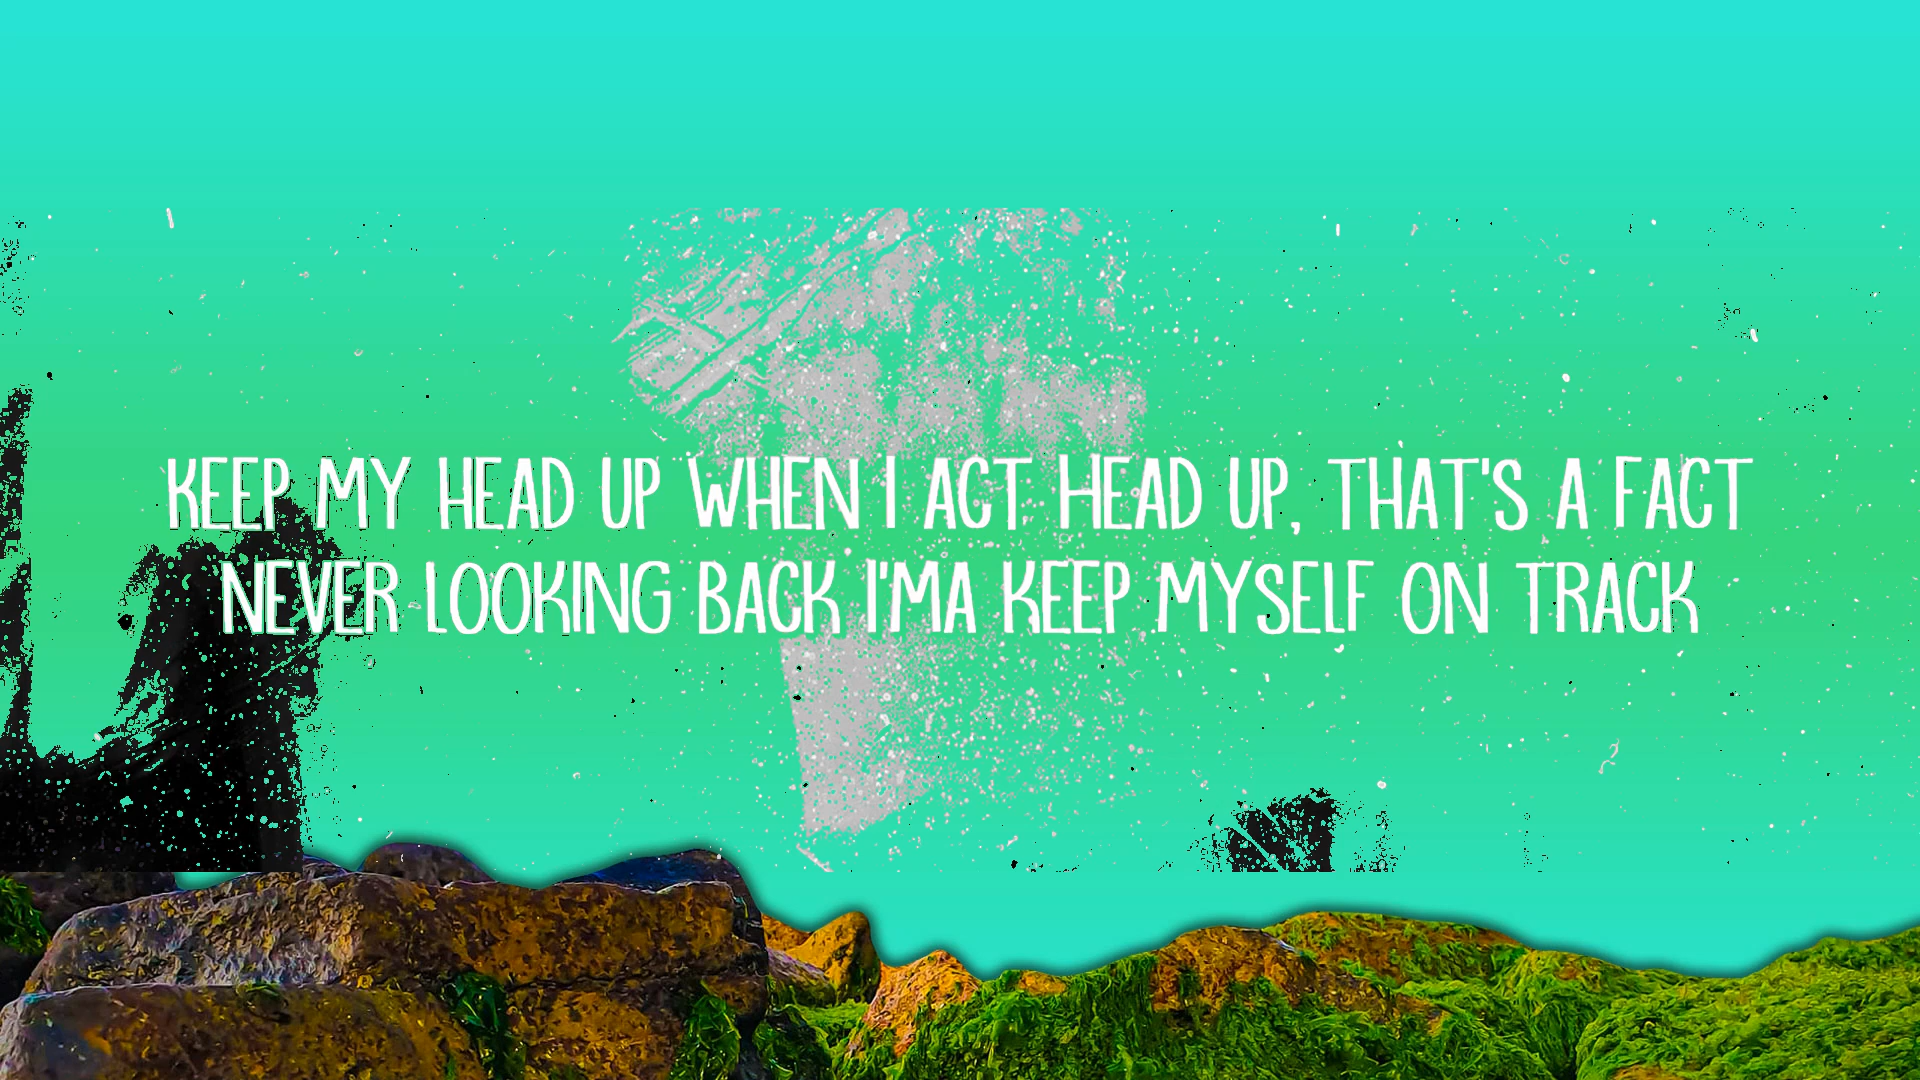 KEEP MY HEAD UP WHEN I ACT HEAD UP, THAT'S A FACT
NEVER LOOKING BACK I'MA KEEP MYSELF ON TRACK